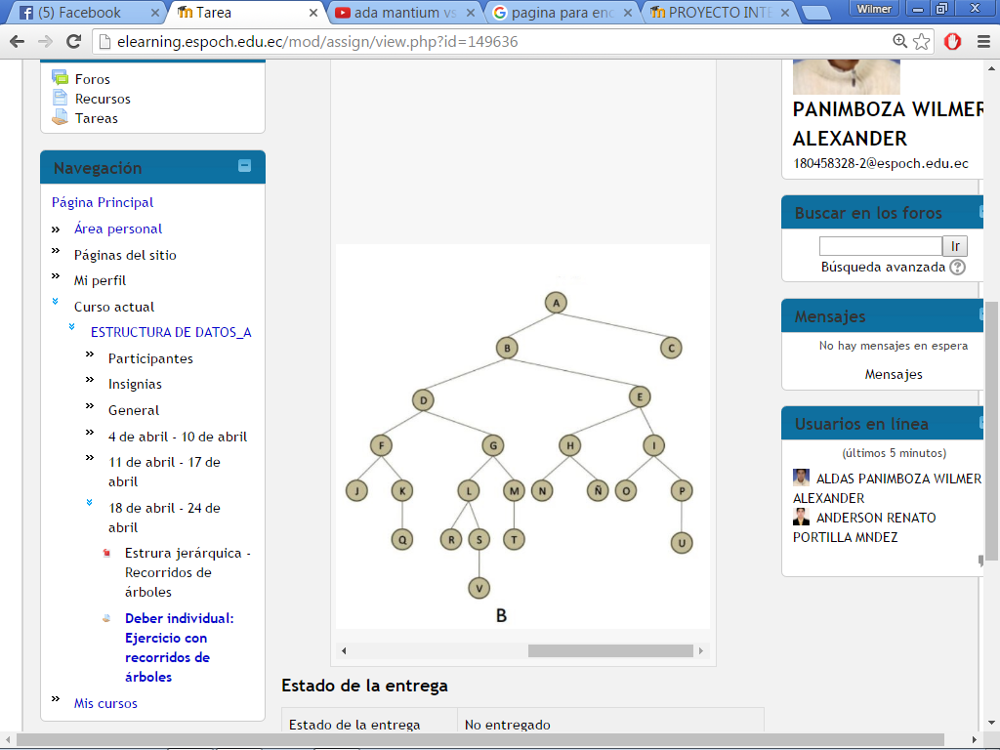 (5) Facebook
Tarea
ada mantium vs
pagina para enc
PROYECTO INTE
Wilmer
elearning.espoch.edu.ec/mod/assign/view.php?id=149636
Foros
Recursos
Tareas
Navegación
Página Principal
Área personal
Páginas del sitio
Mi perfil
Curso actual
ESTRUCTURA DE DATOS_A
Participantes
Insignias
General
4 de abril - 10 de abril
11 de abril - 17 de
abril
18 de abril - 24 de
abril
Estrura jerárquica -
Recorridos de
árboles
Deber individual:
Ejercicio con
recorridos de
árboles
Mis cursos
A
B C
D E
F G H I
J K L M N Ñ O P
Q R S T U
V
B
Estado de la entrega
Estado de la entrega No entregado
PANIMBOZA WILMER
ALEXANDER
180458328-2@espoch.edu.ec
Buscar en los foros
Ir
Búsqueda avanzada ?
Mensajes
No hay mensajes en espera
Mensajes
Usuarios en línea
(últimos 5 minutos)
ALDAS PANIMBOZA WILMER
ALEXANDER
ANDERSON RENATO
PORTILLA MNDEZ